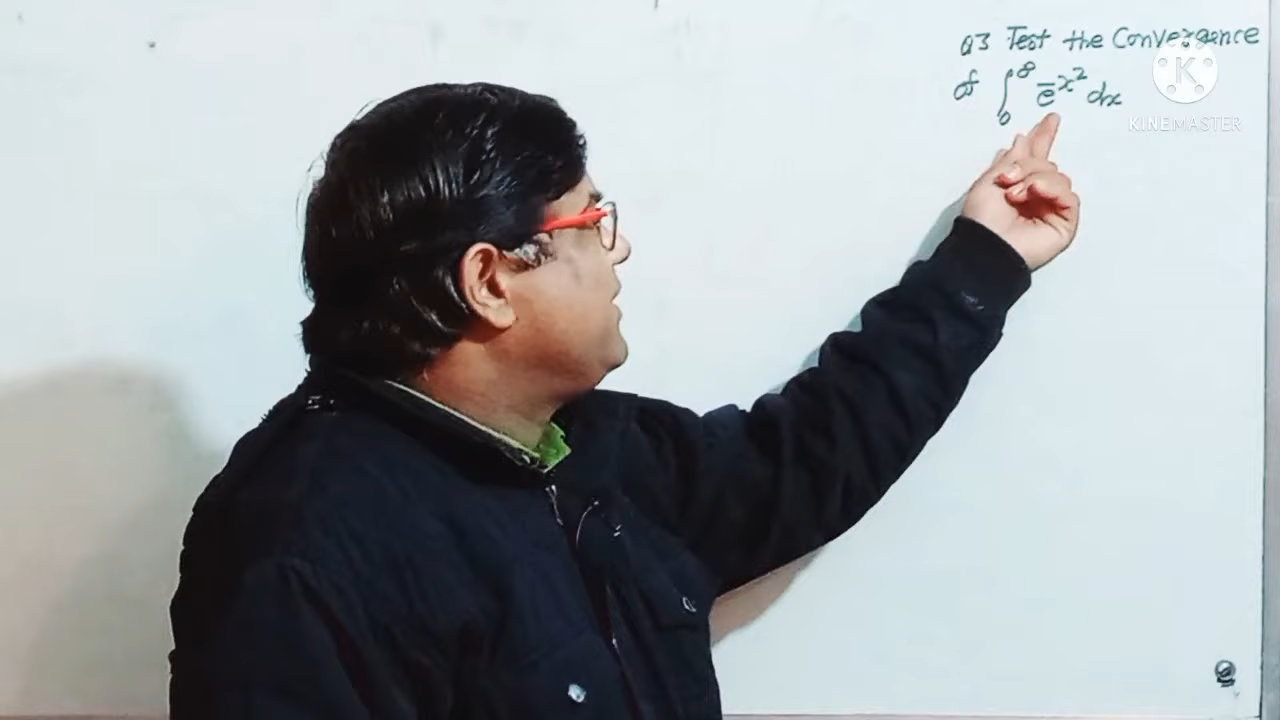 Q3 Test the Convergence
of ∫₀^∞ e^-x² dx
K
KINEMASTER